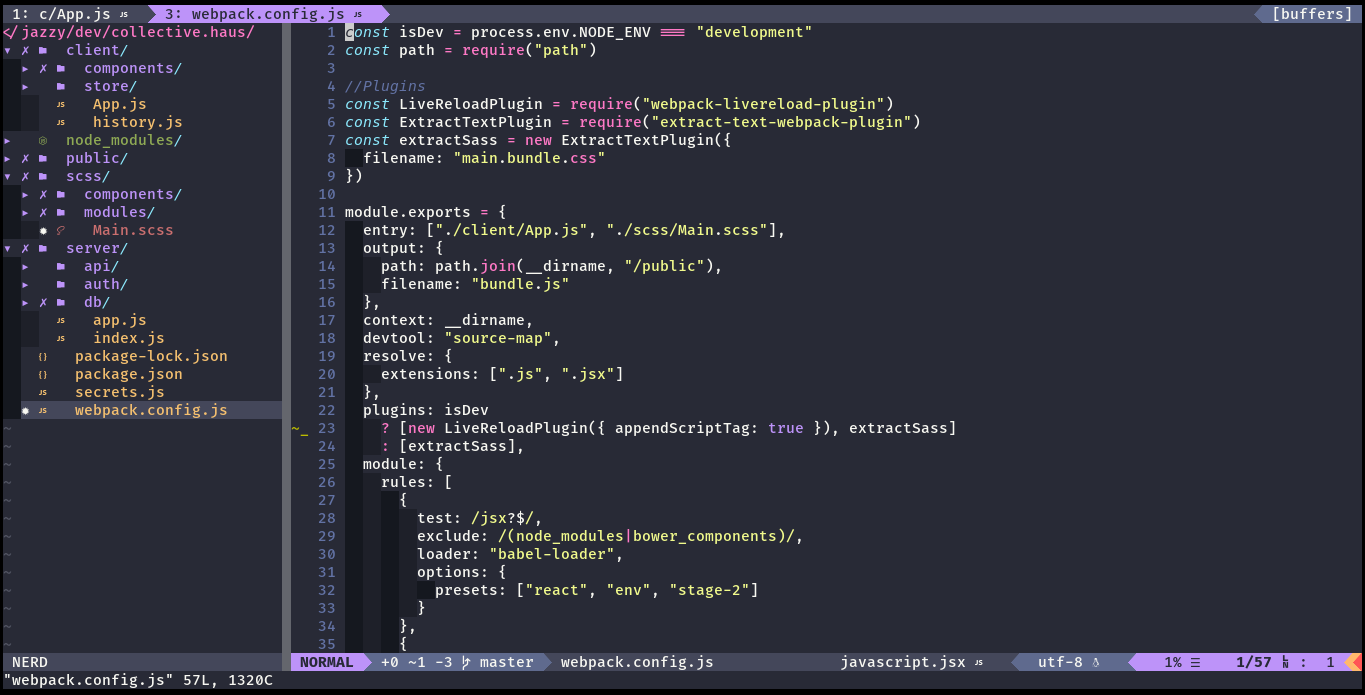 1: c/App.js JS 3: webpack.config.js JS [buffers]
</jazzy/dev/collective.haus/
▾ ✗ client/
▸ ✗ components/
▸ store/
JS App.js
JS history.js
▸ node_modules/
▸ ✗ public/
▾ ✗ scss/
▸ ✗ components/
▸ ✗ modules/
Main.scss
▾ ✗ server/
▸ api/
▸ auth/
▸ ✗ db/
JS app.js
JS index.js
{} package-lock.json
{} package.json
JS secrets.js
JS webpack.config.js
~
~
~
~
~
~
~
~
~
~
~
~
~
NERD
1 const isDev = process.env.NODE_ENV === "development"
2 const path = require("path")
3
4 //Plugins
5 const LiveReloadPlugin = require("webpack-livereload-plugin")
6 const ExtractTextPlugin = require("extract-text-webpack-plugin")
7 const extractSass = new ExtractTextPlugin({
8 filename: "main.bundle.css"
9 })
10
11 module.exports = {
12 entry: ["./client/App.js", "./scss/Main.scss"],
13 output: {
14 path: path.join(__dirname, "/public"),
15 filename: "bundle.js"
16 },
17 context: __dirname,
18 devtool: "source-map",
19 resolve: {
20 extensions: [".js", ".jsx"]
21 },
22 plugins: isDev
~_ 23 ? [new LiveReloadPlugin({ appendScriptTag: true }), extractSass]
24 : [extractSass],
25 module: {
26 rules: [
27 {
28 test: /jsx?$/,
29 exclude: /(node_modules|bower_components)/,
30 loader: "babel-loader",
31 options: {
32 presets: ["react", "env", "stage-2"]
33 }
34 },
35 {
NORMAL +0 ~1 -3 master webpack.config.js javascript.jsx JS utf-8 1% ☰ 1/57 LN : 1
"webpack.config.js" 57L, 1320C